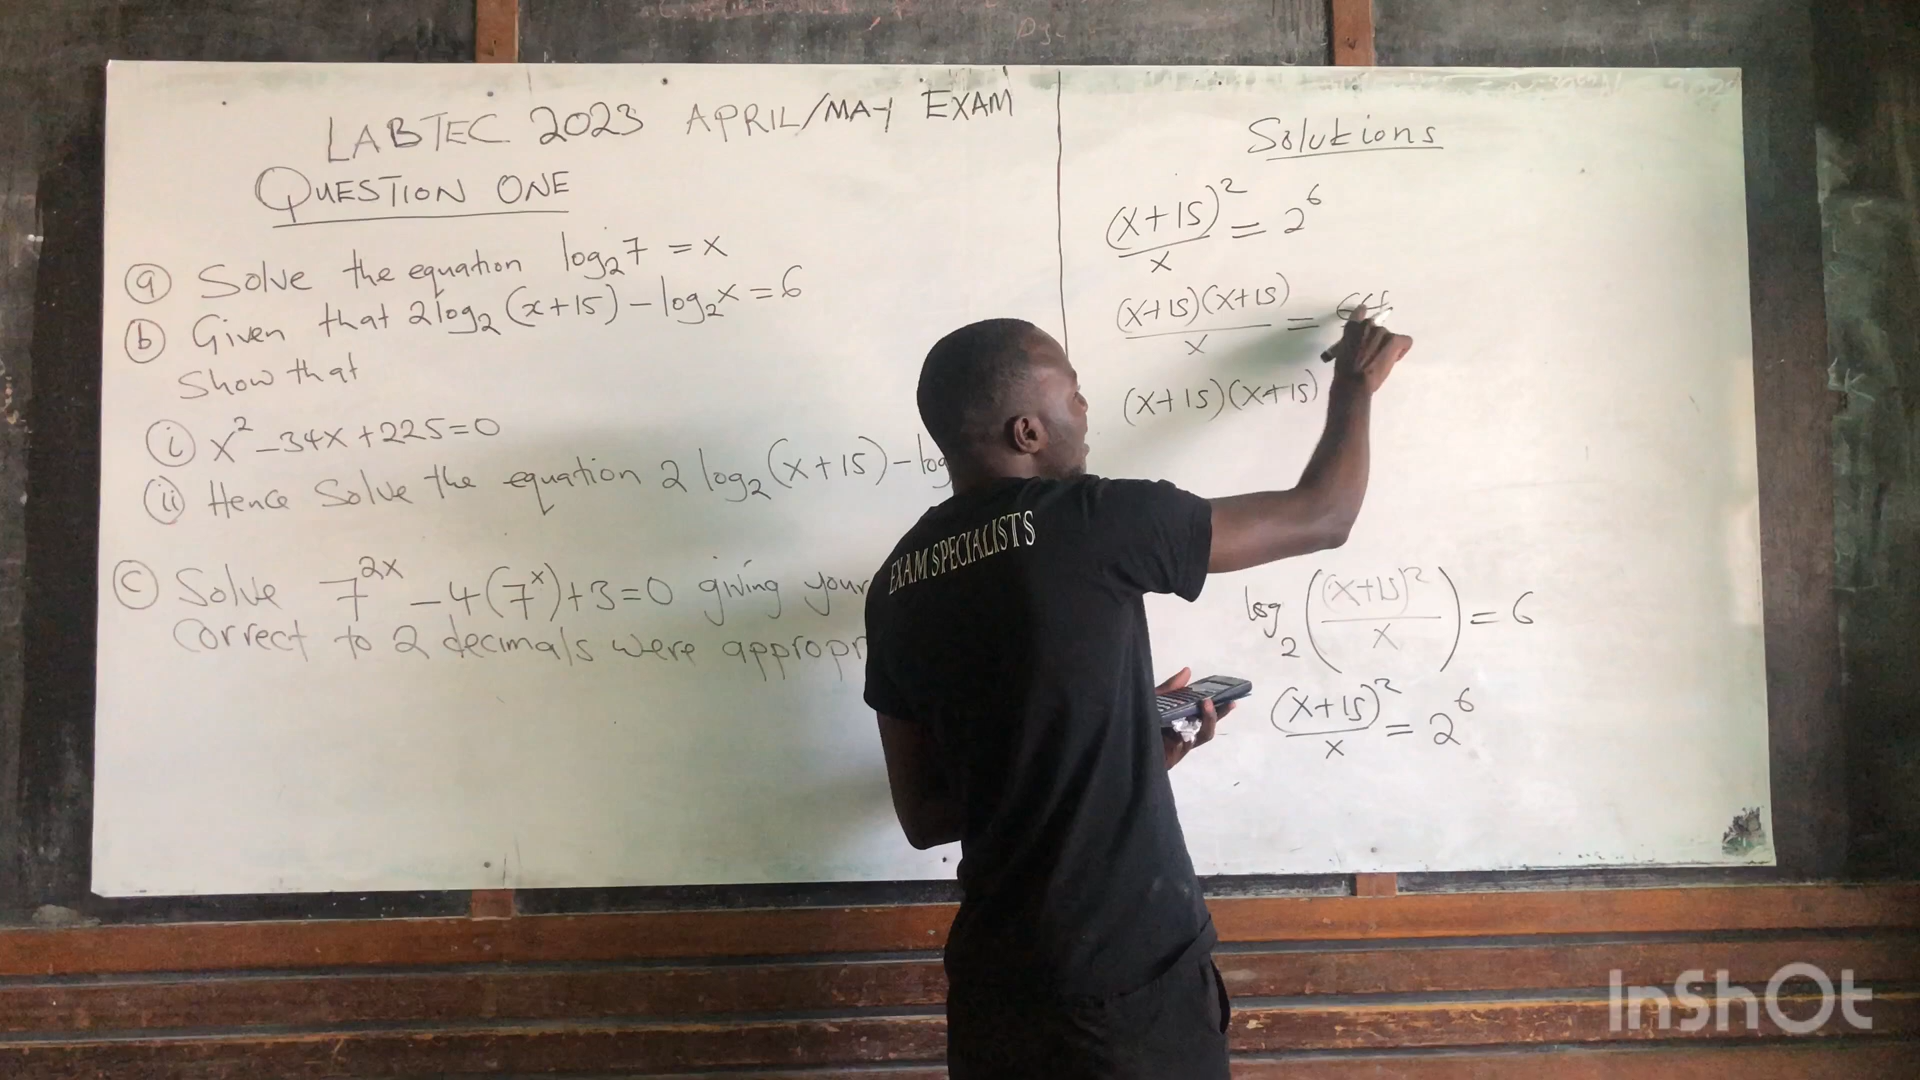 LABTEC 2023 APRIL/MAY EXAM
QUESTION ONE
(a) Solve the equation log₂7 = x
(b) Given that 2log₂(x+15) - log₂x = 6
Show that
(i) x² - 34x + 225 = 0
(ii) Hence Solve the equation 2 log₂(x+15) - log
(c) Solve 7^(2x) - 4(7^x) + 3 = 0 giving your
correct to 2 decimals were
Solutions
(x+15)²/x = 2⁶
(x+15)(x+15)/x =
(x+15)(x+15)
log₂((x+15)²/x) = 6
(x+15)²/x = 2⁶
EXAM SPECIALISTS
InShOt